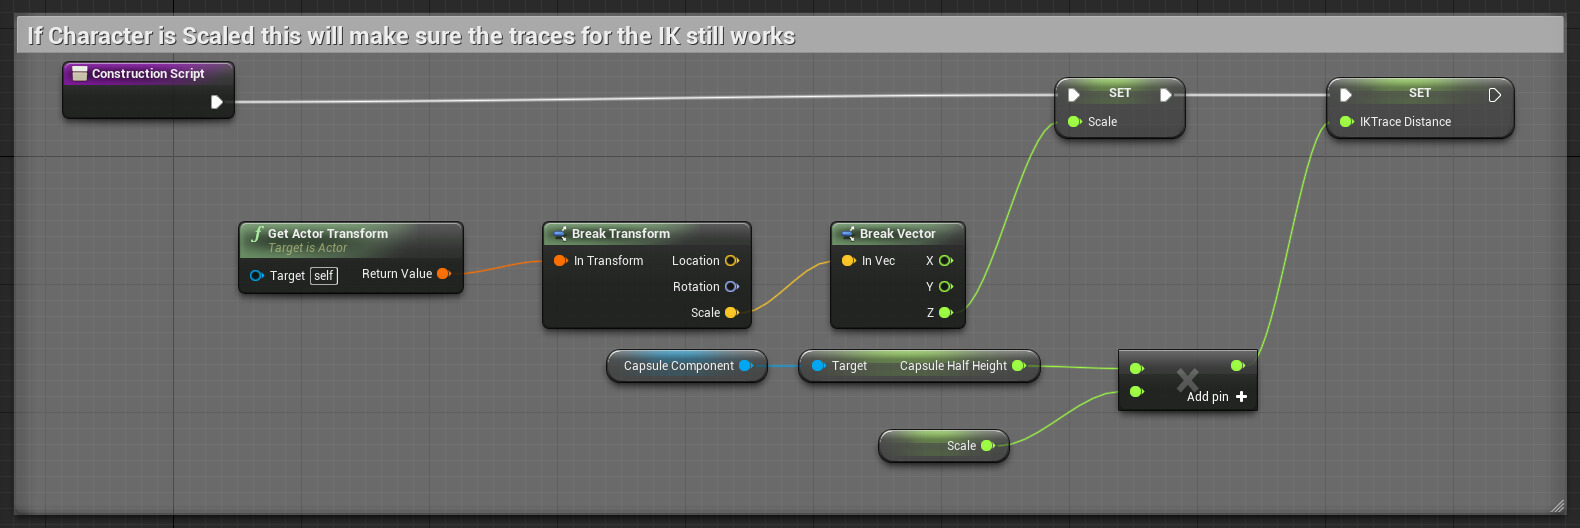 If Character is Scaled this will make sure the traces for the IK still works
Construction Script
SET
Scale
SET
IKTrace Distance
f Get Actor Transform
Target is Actor
Target self Return Value
Break Transform
In Transform Location
Rotation
Scale
Break Vector
In Vec X
Y
Z
Capsule Component
Target Capsule Half Height
Add pin +
Scale